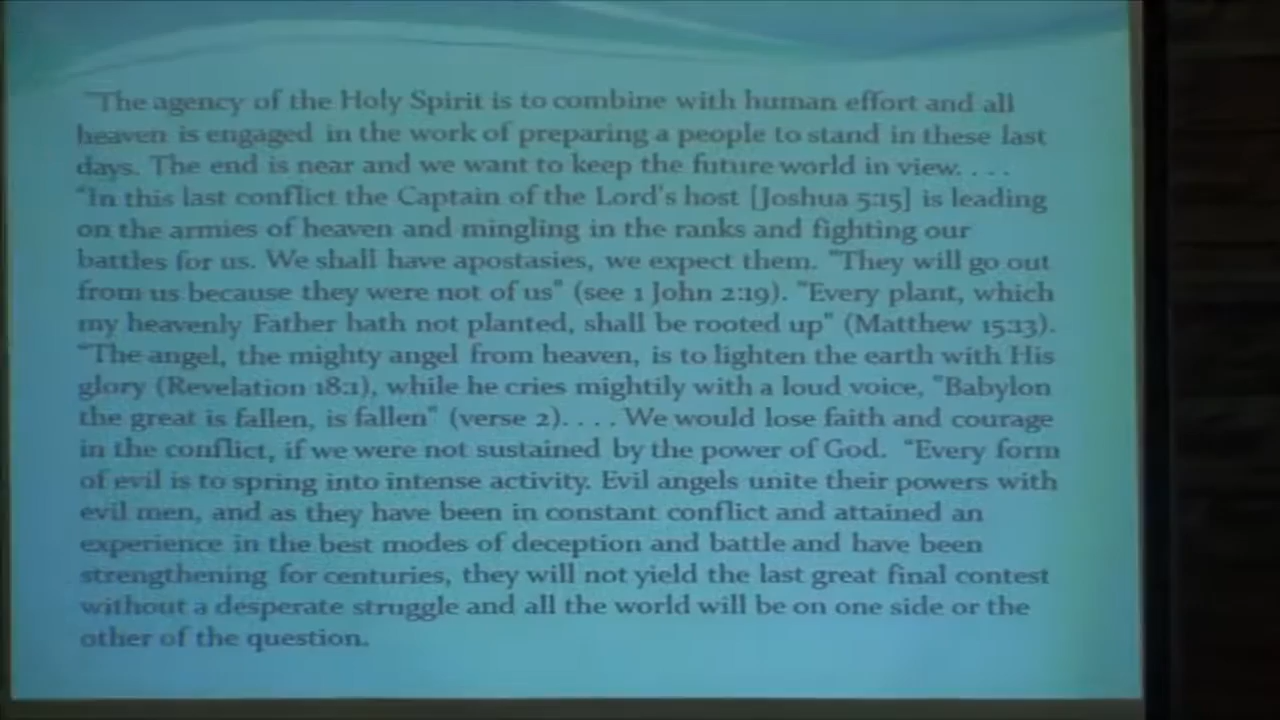 "The agency of the Holy Spirit is to combine with human effort and all
heaven is engaged in the work of preparing a people to stand in these last
days. The end is near and we want to keep the future world in view. . . .
"In this last conflict the Captain of the Lord's host [Joshua 5:15] is leading
on the armies of heaven and mingling in the ranks and fighting our
battles for us. We shall have apostasies, we expect them. "They will go out
from us because they were not of us" (see 1 John 2:19). "Every plant, which
my heavenly Father hath not planted, shall be rooted up" (Matthew 15:13).
"The angel, the mighty angel from heaven, is to lighten the earth with His
glory (Revelation 18:1), while he cries mightily with a loud voice, "Babylon
the great is fallen, is fallen" (verse 2). . . . We would lose faith and courage
in the conflict, if we were not sustained by the power of God. "Every form
of evil is to spring into intense activity. Evil angels unite their powers with
evil men, and as they have been in constant conflict and attained an
experience in the best modes of deception and battle and have been
strengthening for centuries, they will not yield the last great final contest
without a desperate struggle and all the world will be on one side or the
other of the question.